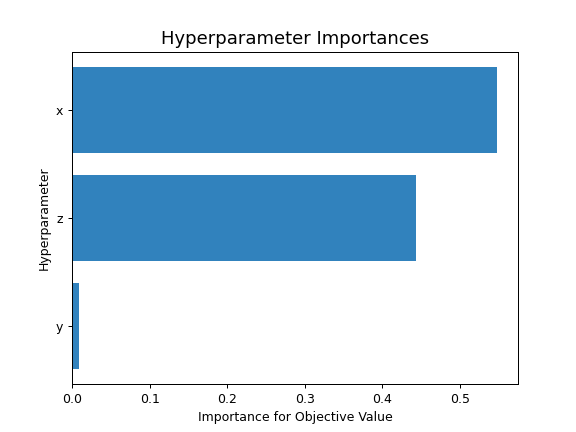 Hyperparameter Importances
Hyperparameter
x
z
y
0.0 0.1 0.2 0.3 0.4 0.5
Importance for Objective Value